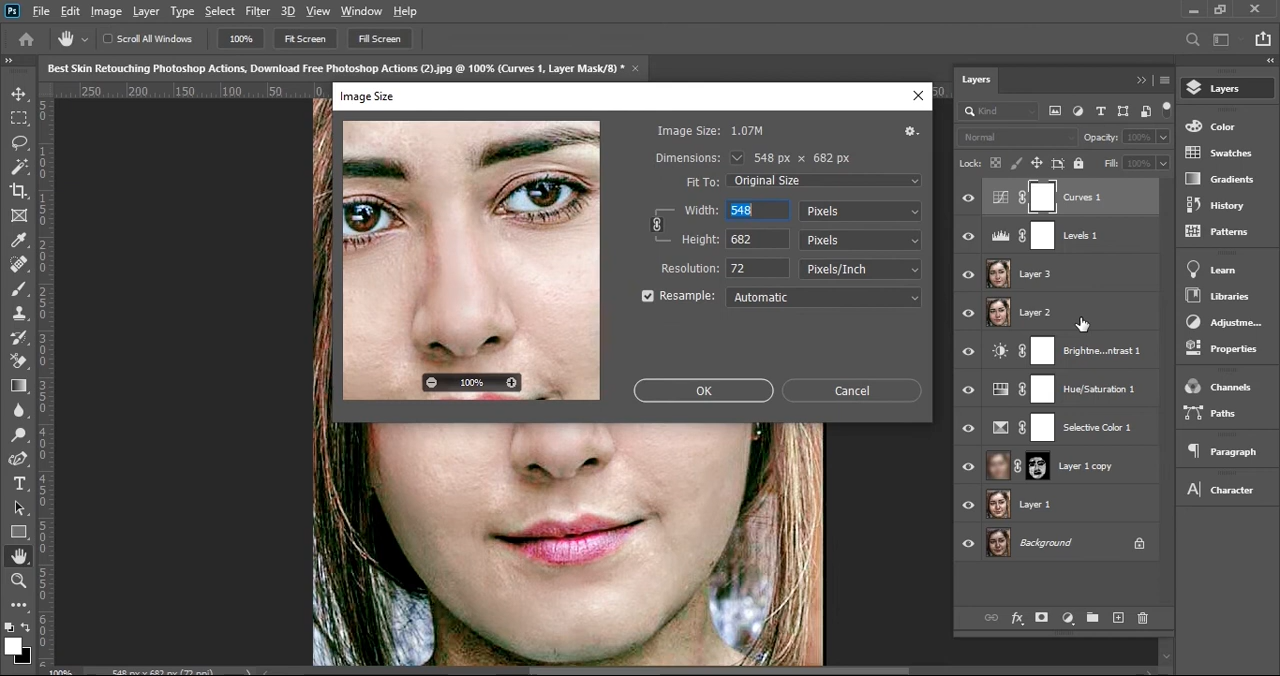 Ps File Edit Image Layer Type Select Filter 3D View Window Help
Scroll All Windows 100% Fit Screen Fill Screen
Best Skin Retouching Photoshop Actions, Download Free Photoshop Actions (2).jpg @ 100% (Curves 1, Layer Mask/8) *
250 200 150 100 50 0
Image Size
Image Size: 1.07M
Dimensions: 548 px × 682 px
Fit To: Original Size
Width: 548 Pixels
Height: 682 Pixels
Resolution: 72 Pixels/Inch
Resample: Automatic
100%
OK Cancel
Layers
Kind
Normal Opacity: 100%
Lock: Fill: 100%
Curves 1
Levels 1
Layer 3
Layer 2
Brightne...ntrast 1
Hue/Saturation 1
Selective Color 1
Layer 1 copy
Layer 1
Background
fx
Layers
Color
Swatches
Gradients
History
Patterns
Learn
Libraries
Adjustme...
Properties
Channels
Paths
Paragraph
Character
100% 548 px x 682 px (72 ppi)